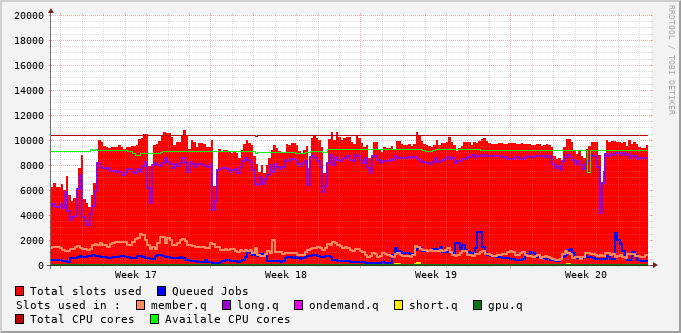 20000
18000
16000
14000
12000
10000
8000
6000
4000
2000
0
Week 17 Week 18 Week 19 Week 20
Total slots used Queued Jobs
Slots used in : member.q long.q ondemand.q short.q gpu.q
Total CPU cores Availale CPU cores
RRDTOOL / TOBI OETIKER